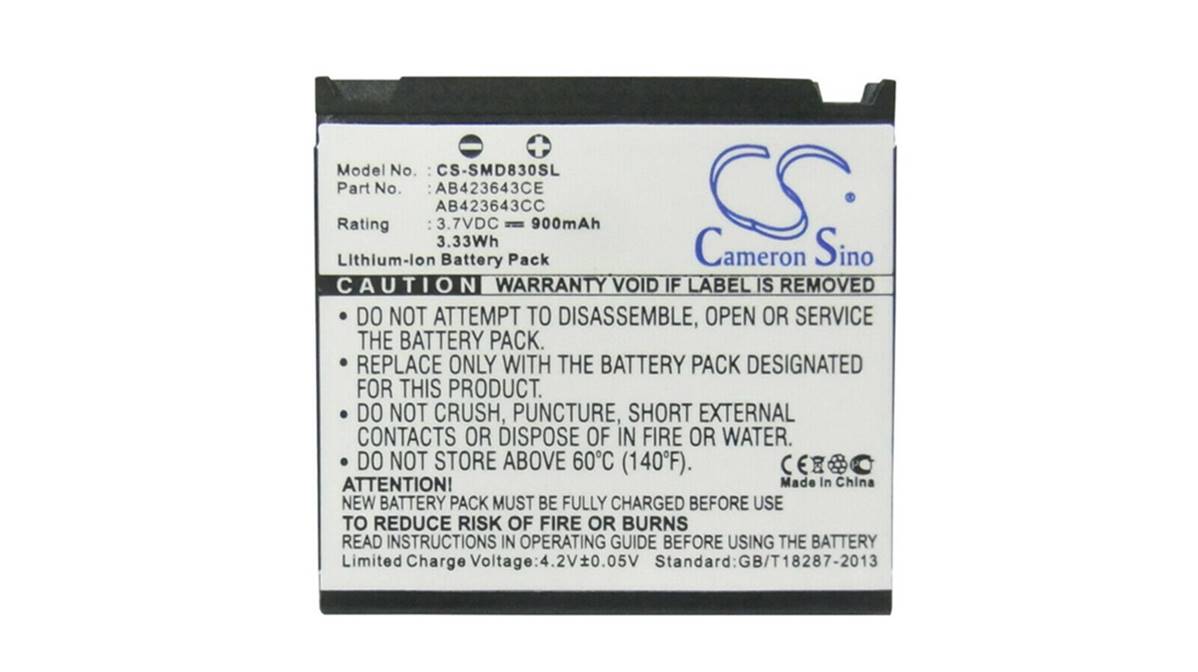 Model No. : CS-SMD830SL
Part No. : AB423643CE
AB423643CC
Rating : 3.7VDC ⎓ 900mAh
3.33Wh
Lithium-Ion Battery Pack
Cameron Sino
®
CAUTION WARRANTY VOID IF LABEL IS REMOVED
• DO NOT ATTEMPT TO DISASSEMBLE, OPEN OR SERVICE
THE BATTERY PACK.
• REPLACE ONLY WITH THE BATTERY PACK DESIGNATED
FOR THIS PRODUCT.
• DO NOT CRUSH, PUNCTURE, SHORT EXTERNAL
CONTACTS OR DISPOSE OF IN FIRE OR WATER.
• DO NOT STORE ABOVE 60°C (140°F).
CE
Made In China
ATTENTION!
NEW BATTERY PACK MUST BE FULLY CHARGED BEFORE USE
TO REDUCE RISK OF FIRE OR BURNS
READ INSTRUCTIONS IN OPERATING GUIDE BEFORE USING THE BATTERY
Limited Charge Voltage:4.2V±0.05V Standard:GB/T18287-2013